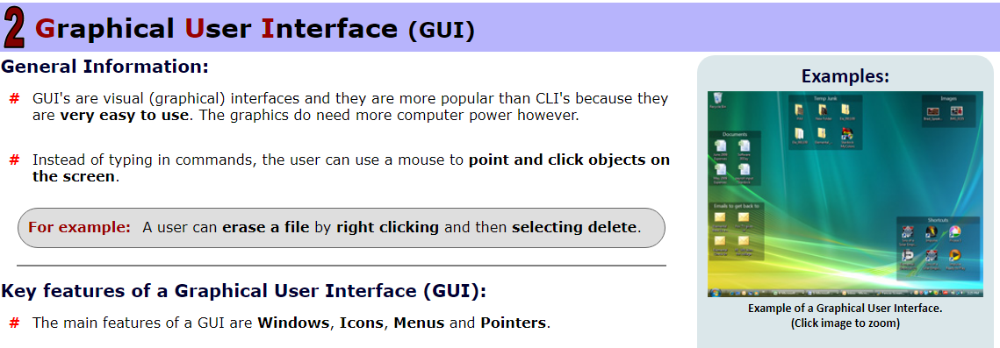 2 Graphical User Interface (GUI)
General Information:
# GUI's are visual (graphical) interfaces and they are more popular than CLI's because they
are very easy to use. The graphics do need more computer power however.
# Instead of typing in commands, the user can use a mouse to point and click objects on
the screen.
For example: A user can erase a file by right clicking and then selecting delete.
Key features of a Graphical User Interface (GUI):
# The main features of a GUI are Windows, Icons, Menus and Pointers.
Examples:
Temp Junk
Images
Documents
Emails to get back to
Shortcuts
Example of a Graphical User Interface.
(Click image to zoom)